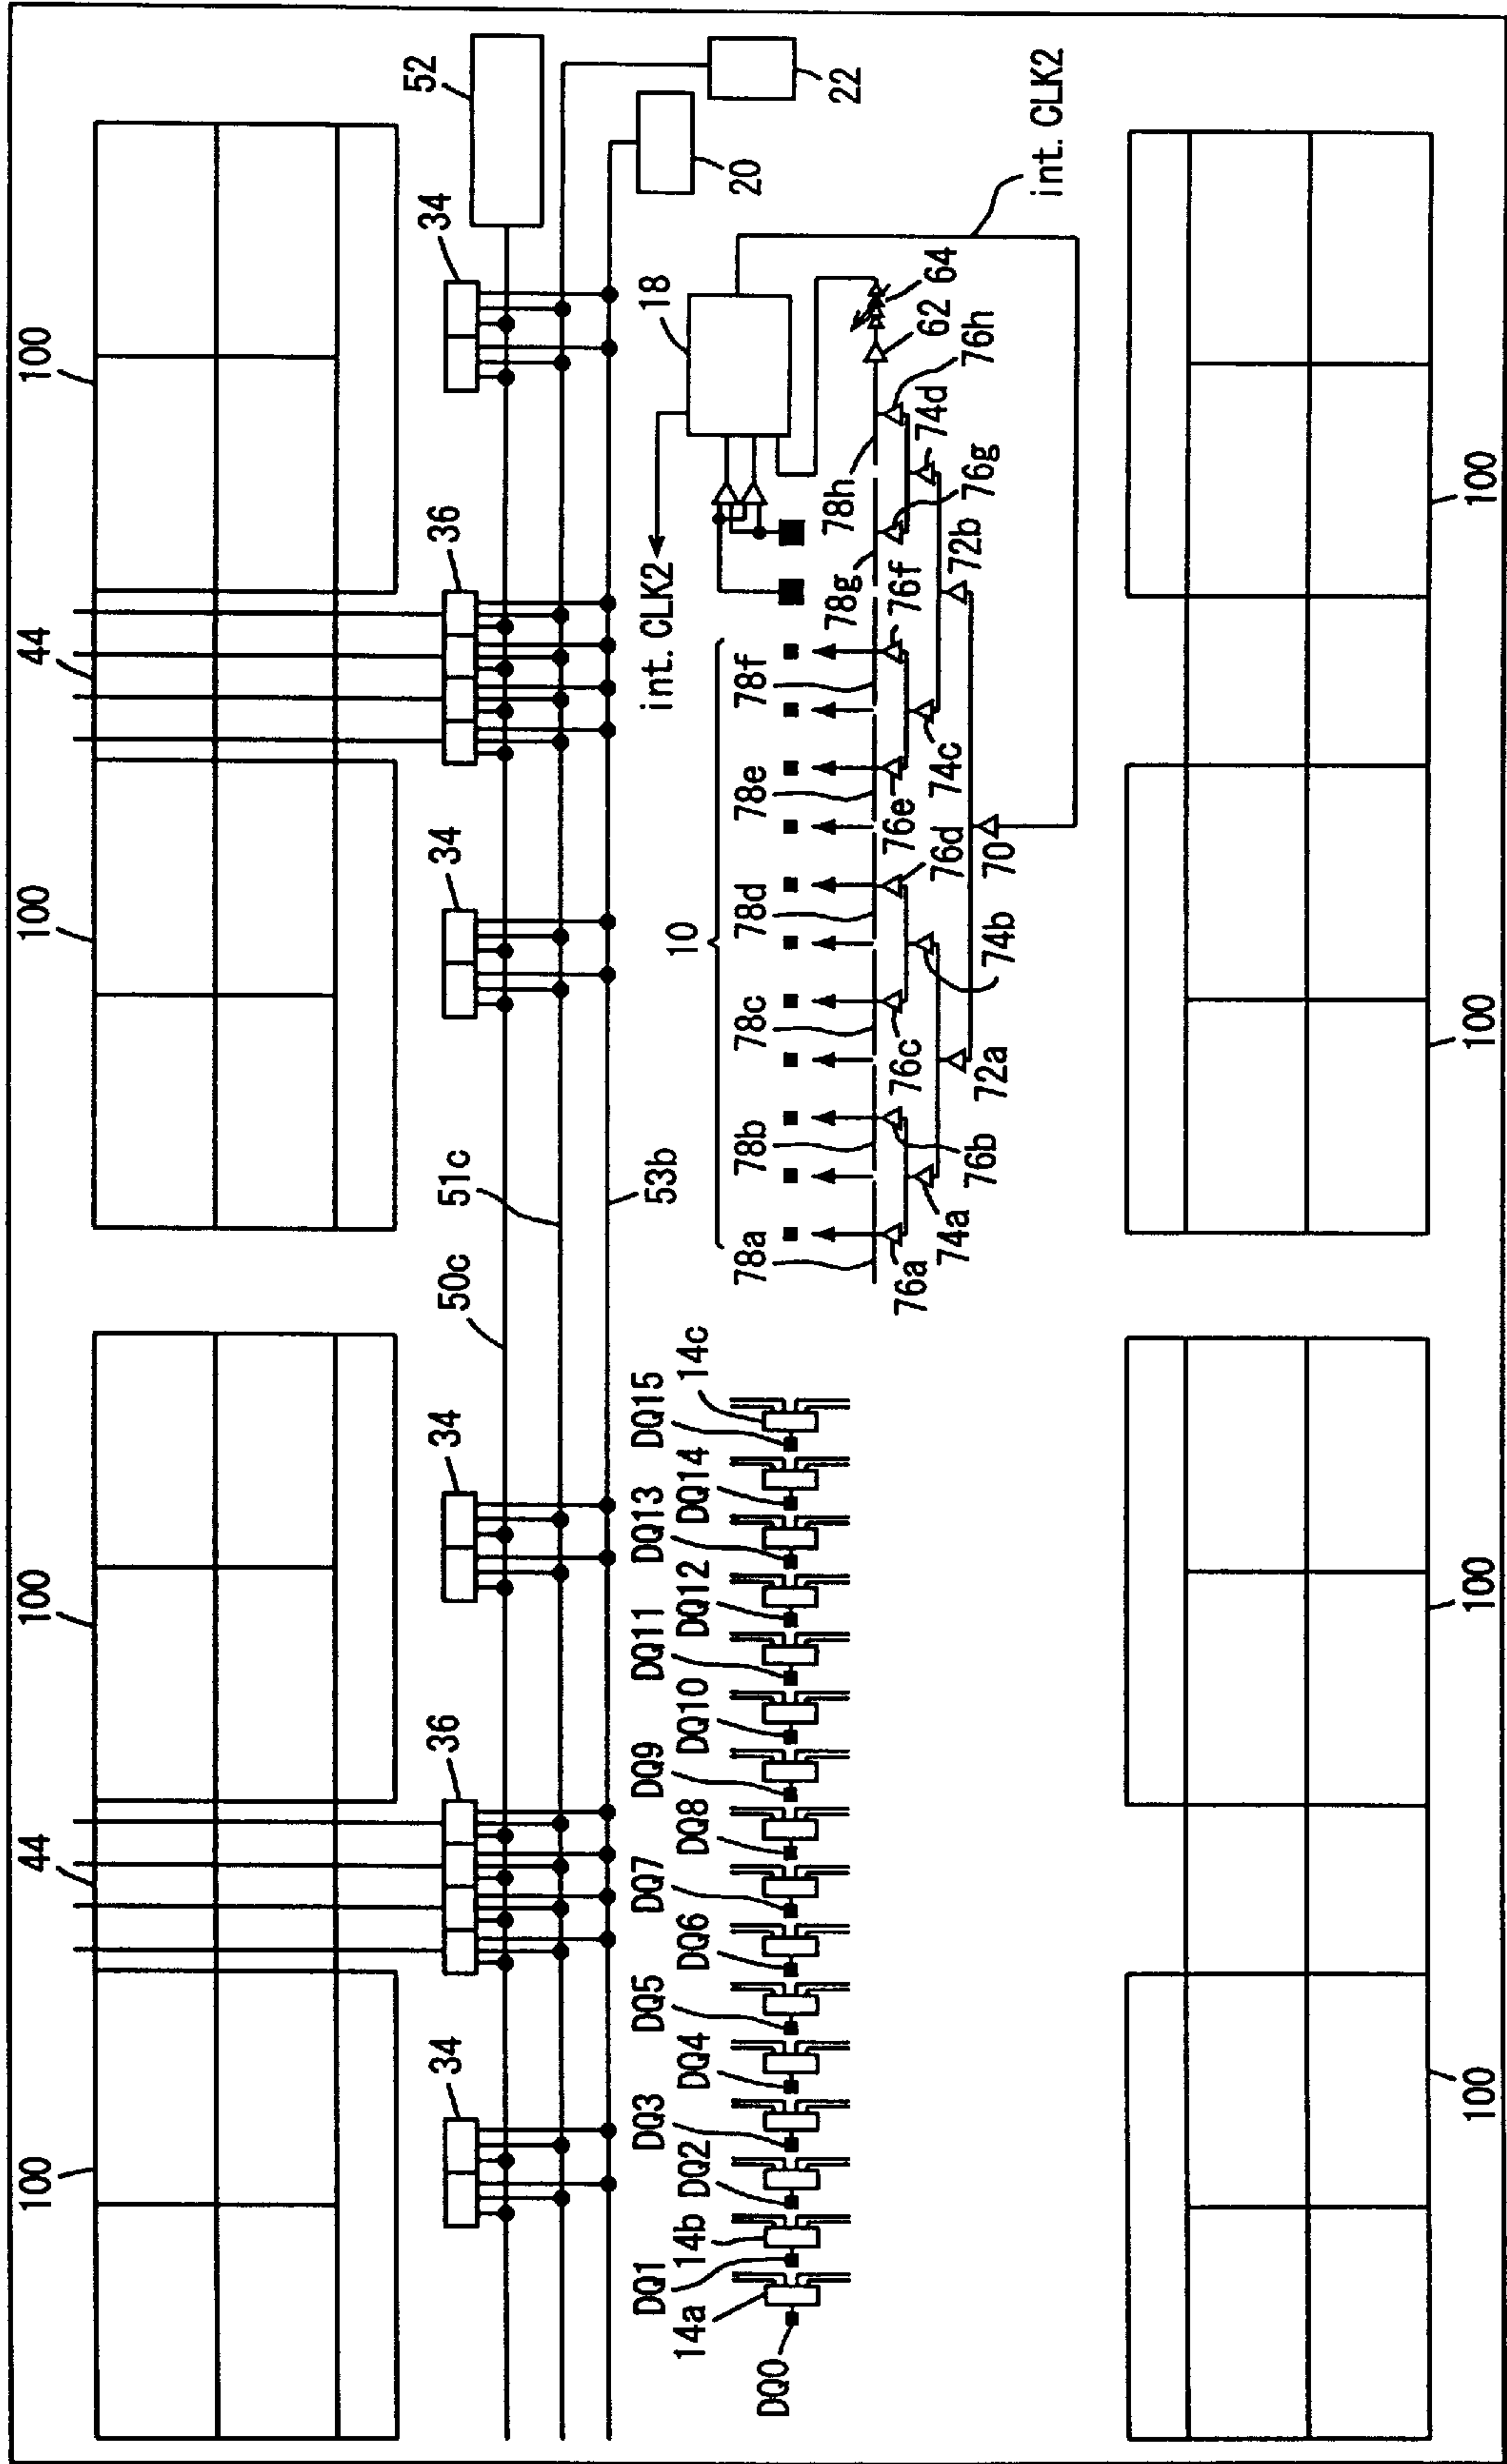 100
44
100
100
44
100
34
36
34
34
36
34
52
50c
51c
53b
22
20
18
int. CLK2
int. CLK2
64
62
10
DQ0
14a
DQ1
14b
DQ2
DQ3
DQ4
DQ5
DQ6
DQ7
DQ8
DQ9
DQ10
DQ11
DQ12
DQ13
DQ14
DQ15
14c
78a
78b
78c
78d
78e
78f
78g
78h
76a
76b
76c
76d
76e
76f
76g
76h
74a
74b
74c
74d
72a
72b
70
100
100
100
100